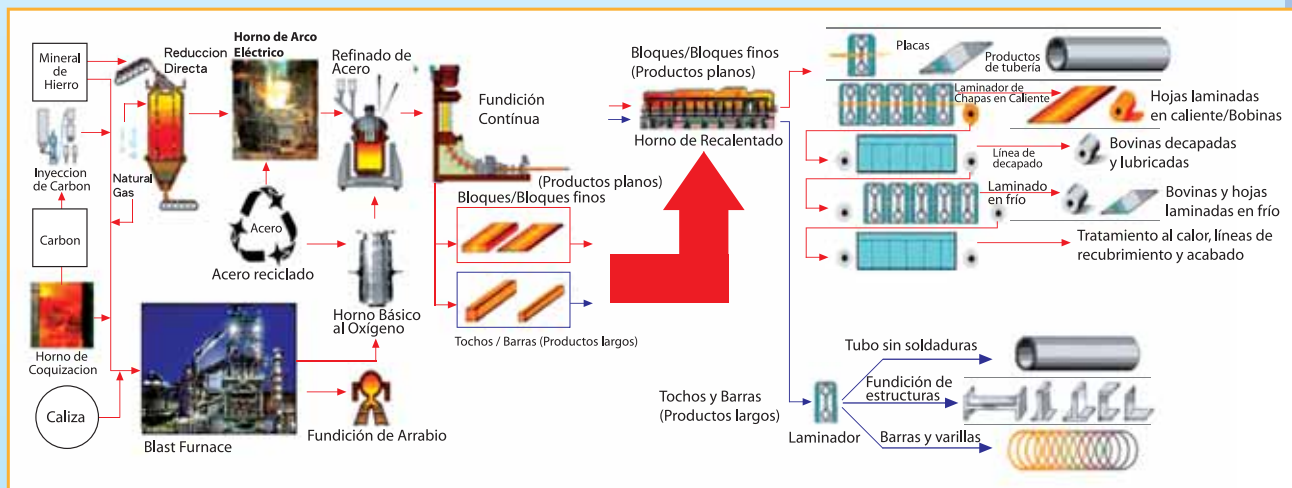 Mineral
de
Hierro
Reduccion
Directa
Horno de Arco
Eléctrico
Refinado de
Acero
Fundición
Contínua
Bloques/Bloques finos
(Productos planos)
Horno de Recalentado
Placas
Productos
de tubería
Laminador de
Chapas en Caliente
Hojas laminadas
en caliente/Bobinas
Línea de
decapado
Bovinas decapadas
y lubricadas
Laminado
en frío
Bovinas y hojas
laminadas en frío
Tratamiento al calor, líneas de
recubrimiento y acabado
Inyeccion
de Carbon
Natural
Gas
Carbon
Horno de
Coquizacion
Caliza
Acero
Acero reciclado
Horno Básico
al Oxígeno
Blast Furnace
Fundición de Arrabio
(Productos planos)
Bloques/Bloques finos
Tochos / Barras (Productos largos)
Tochos y Barras
(Productos largos)
Laminador
Tubo sin soldaduras
Fundición de
estructuras
Barras y varillas